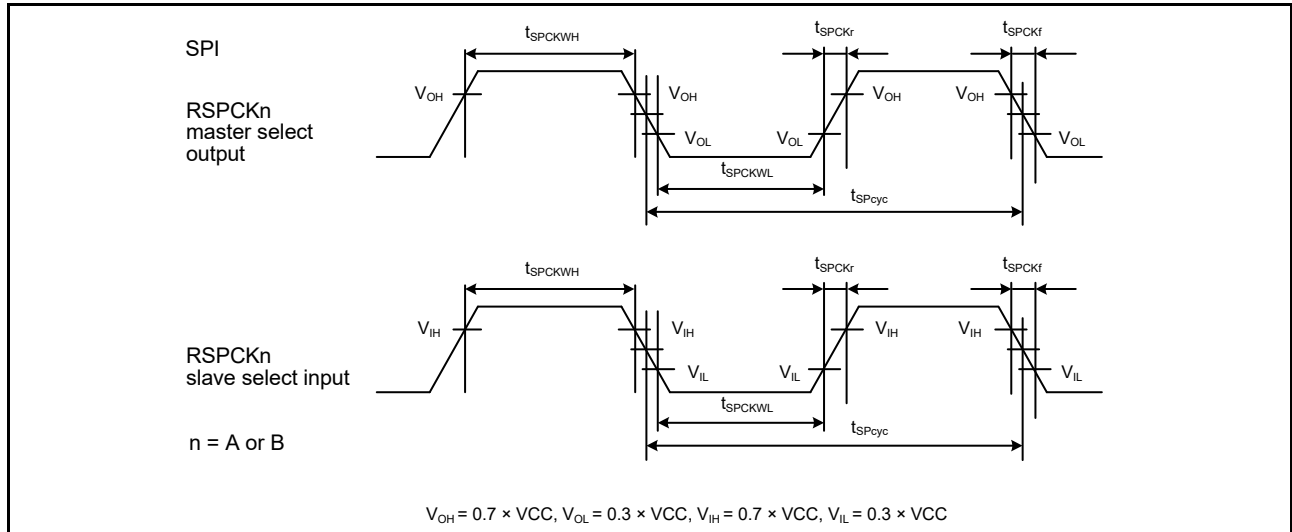 SPI
tSPCKWH
tSPCKr
tSPCKf
VOH
VOH
VOH
VOH
RSPCKn
master select
output
VOL
VOL
VOL
tSPCKWL
tSPcyc
tSPCKWH
tSPCKr
tSPCKf
VIH
VIH
VIH
VIH
RSPCKn
slave select input
VIL
VIL
VIL
tSPCKWL
tSPcyc
n = A or B
VOH = 0.7 × VCC, VOL = 0.3 × VCC, VIH = 0.7 × VCC, VIL = 0.3 × VCC